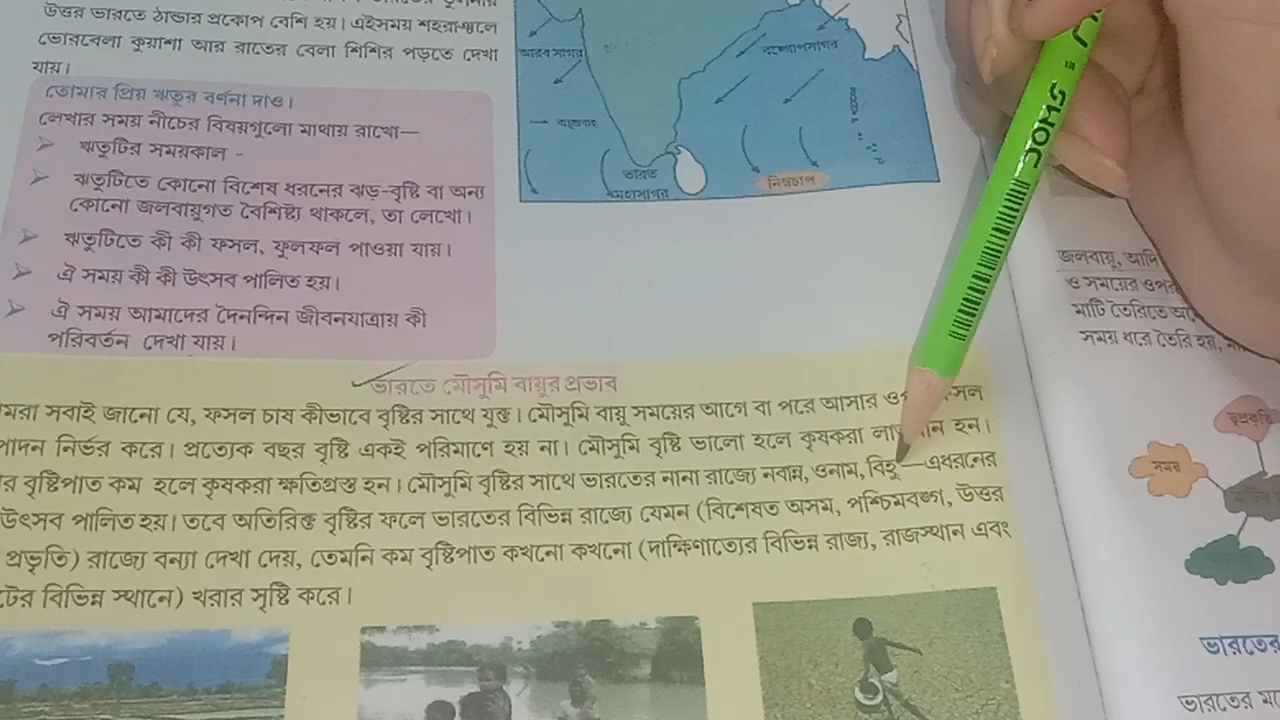 উত্তর ভারতে ঠান্ডার প্রকোপ বেশি হয়। এইসময় শহরাঞ্চলে
ভোরবেলা কুয়াশা আর রাতের বেলা শিশির পড়তে দেখা
যায়।
তোমার প্রিয় ঋতুর বর্ণনা দাও।
লেখার সময় নীচের বিষয়গুলো মাথায় রাখো—
ঋতুটির সময়কাল -
ঋতুটিতে কোনো বিশেষ ধরনের ঝড়-বৃষ্টি বা অন্য
কোনো জলবায়ুগত বৈশিষ্ট্য থাকলে, তা লেখো।
ঋতুটিতে কী কী ফসল, ফুলফল পাওয়া যায়।
ঐ সময় কী কী উৎসব পালিত হয়।
ঐ সময় আমাদের দৈনন্দিন জীবনযাত্রায় কী
পরিবর্তন দেখা যায়।
আরব সাগর
বঙ্গোপসাগর
ভারত
মহাসাগর
নিম্নচাপ
ভারতে মৌসুমি বায়ুর প্রভাব
মরা সবাই জানো যে, ফসল চাষ কীভাবে বৃষ্টির সাথে যুক্ত। মৌসুমি বায়ু সময়ের আগে বা পরে আসার
পাদন নির্ভর করে। প্রত্যেক বছর বৃষ্টি একই পরিমাণে হয় না। মৌসুমি বৃষ্টি ভালো হলে কৃষকরা হন।
র বৃষ্টিপাত কম হলে কৃষকরা ক্ষতিগ্রস্ত হন। মৌসুমি বৃষ্টির সাথে ভারতের নানা রাজ্যে নবান্ন, ওনাম, বিহু—এধরনের
উৎসব পালিত হয়। তবে অতিরিক্ত বৃষ্টির ফলে ভারতের বিভিন্ন রাজ্যে যেমন (বিশেষত অসম, পশ্চিমবঙ্গ, উত্তর
প্রভৃতি) রাজ্যে বন্যা দেখা দেয়, তেমনি কম বৃষ্টিপাত কখনো কখনো (দাক্ষিণাত্যের বিভিন্ন রাজ্য, রাজস্থান এবং
টের বিভিন্ন স্থানে) খরার সৃষ্টি করে।
জলবায়ু, আদি
ও সময়ের ওপর
মাটি তৈরিতে
সময় ধরে তৈরি হয়,
সময়
ভারতের
ভারতের